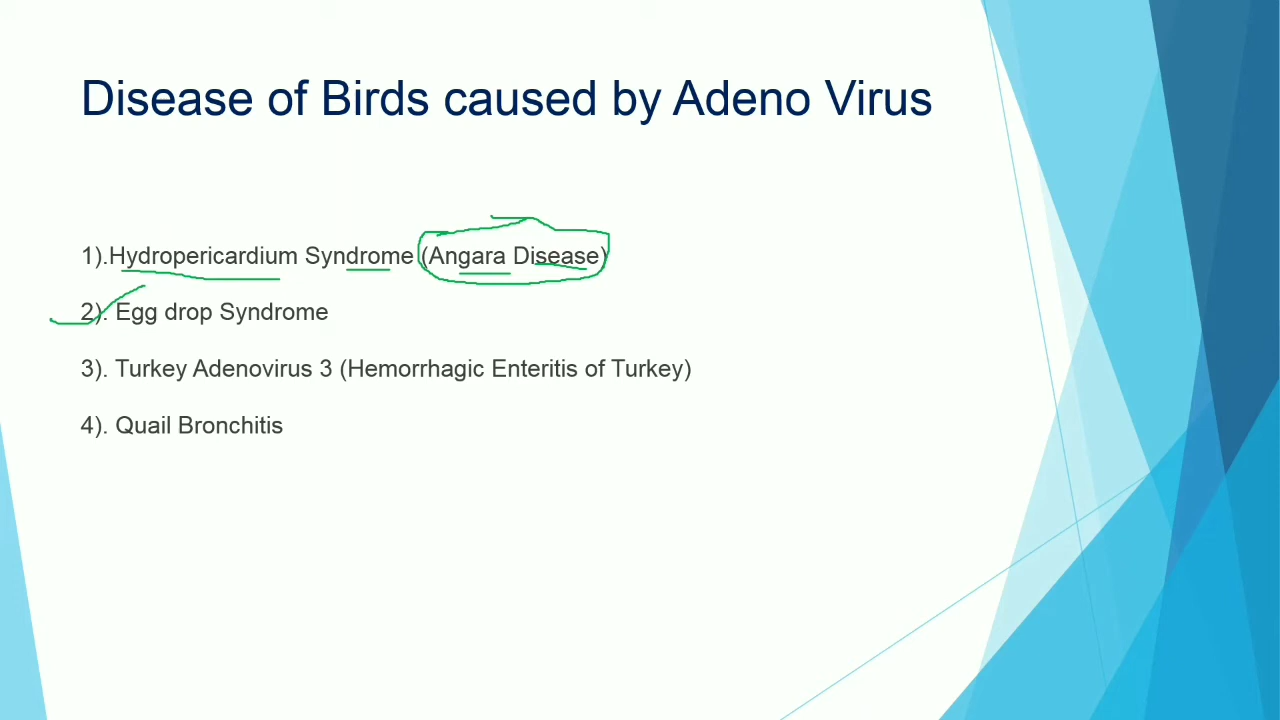 Disease of Birds caused by Adeno Virus
1).Hydropericardium Syndrome (Angara Disease)
2). Egg drop Syndrome
3). Turkey Adenovirus 3 (Hemorrhagic Enteritis of Turkey)
4). Quail Bronchitis